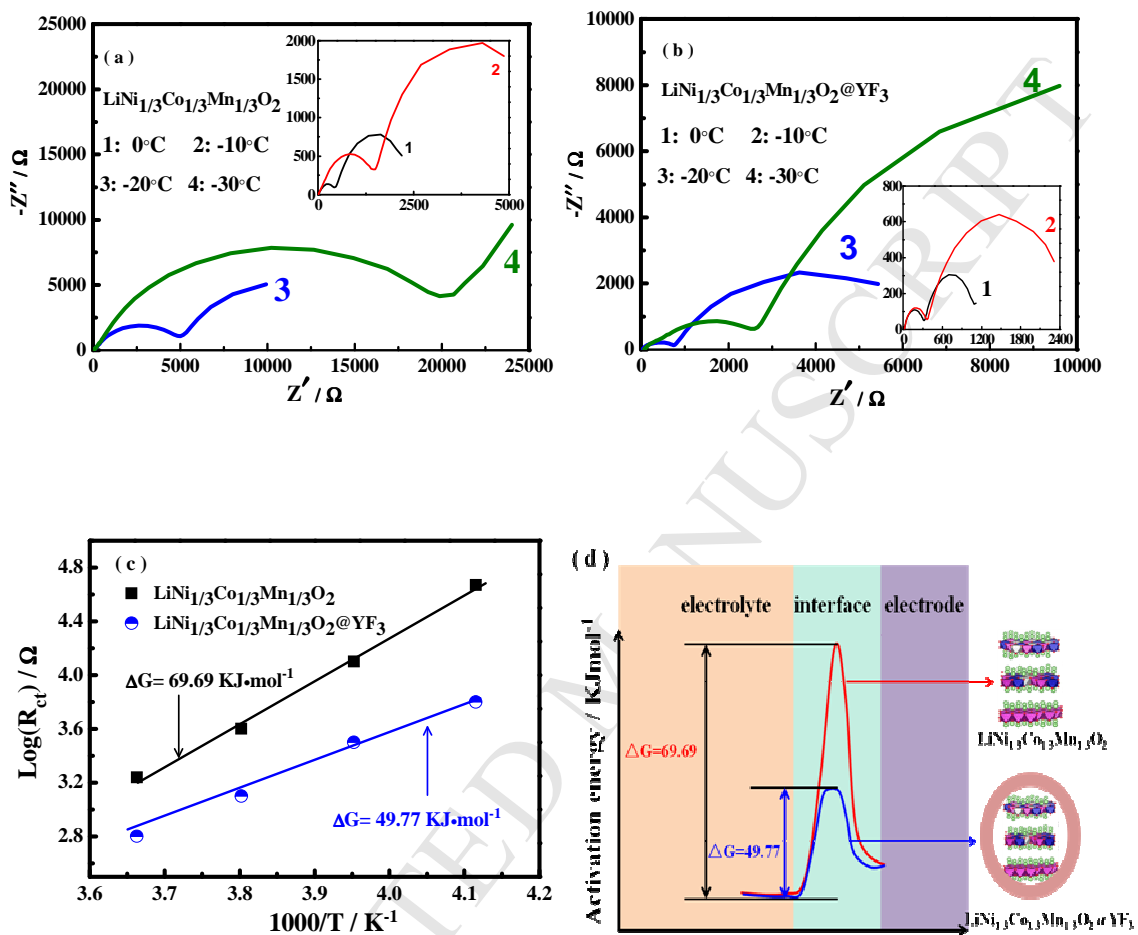 25000
20000
15000
10000
5000
0
-Z″ / Ω
( a )
LiNi1/3Co1/3Mn1/3O2
1: 0°C 2: -10°C
3: -20°C 4: -30°C
2000
1500
1000
500
0
0 2500 5000
1
2
3
4
0 5000 10000 15000 20000 25000
Z′ / Ω
10000
8000
6000
4000
2000
0
-Z″ / Ω
( b )
LiNi1/3Co1/3Mn1/3O2@YF3
1: 0°C 2: -10°C
3: -20°C 4: -30°C
800
600
400
200
0
0 600 1200 1800 2400
1
2
3
4
0 2000 4000 6000 8000 10000
Z′ / Ω
4.8
4.4
4.0
3.6
3.2
2.8
Log(Rct) / Ω
( c )
LiNi1/3Co1/3Mn1/3O2
LiNi1/3Co1/3Mn1/3O2@YF3
ΔG= 69.69 KJ•mol-1
ΔG= 49.77 KJ•mol-1
3.6 3.7 3.8 3.9 4.0 4.1 4.2
1000/T / K-1
( d )
electrolyte interface electrode
Activation energy / KJmol-1
△G=69.69
△G=49.77
LiNi1/3Co1/3Mn1/3O2
LiNi1/3Co1/3Mn1/3O2@YF3
TED MANUSCRIPT